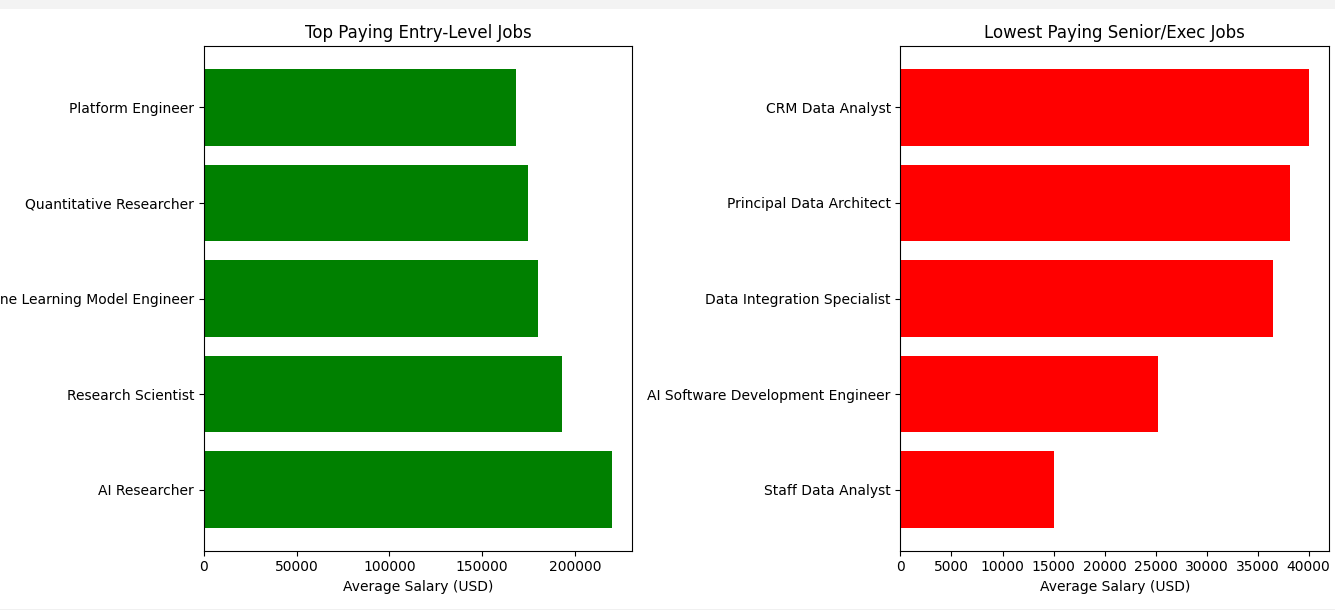 Top Paying Entry-Level Jobs
Platform Engineer
Quantitative Researcher
ne Learning Model Engineer
Research Scientist
AI Researcher
0 50000 100000 150000 200000
Average Salary (USD)
Lowest Paying Senior/Exec Jobs
CRM Data Analyst
Principal Data Architect
Data Integration Specialist
AI Software Development Engineer
Staff Data Analyst
0 5000 10000 15000 20000 25000 30000 35000 40000
Average Salary (USD)